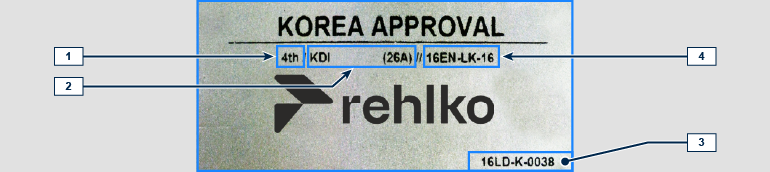 KOREA APPROVAL
1
4th / KDI (26A) // 16EN-LK-16
4
2
rehlko
3
16LD-K-0038